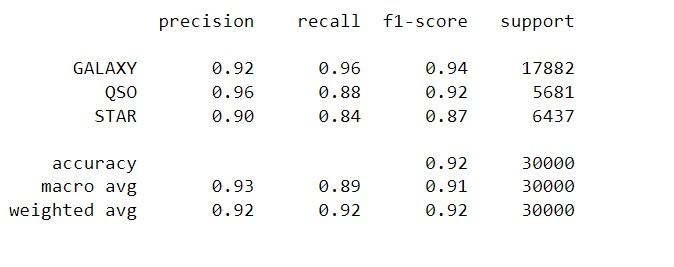 precision recall f1-score support
GALAXY 0.92 0.96 0.94 17882
QSO 0.96 0.88 0.92 5681
STAR 0.90 0.84 0.87 6437
accuracy 0.92 30000
macro avg 0.93 0.89 0.91 30000
weighted avg 0.92 0.92 0.92 30000